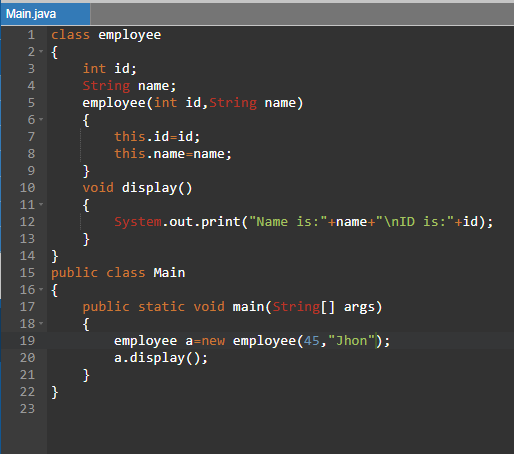 Main.java
1 class employee
2 {
3     int id;
4     String name;
5     employee(int id,String name)
6     {
7         this.id=id;
8         this.name=name;
9     }
10     void display()
11     {
12         System.out.print("Name is:"+name+"\nID is:"+id);
13     }
14 }
15 public class Main
16 {
17     public static void main(String[] args)
18     {
19         employee a=new employee(45,"Jhon");
20         a.display();
21     }
22 }
23